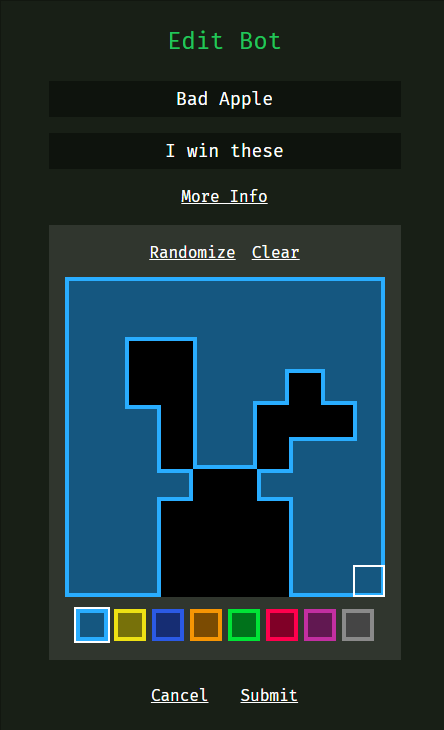 Edit Bot
Bad Apple
I win these
More Info
Randomize Clear
Cancel Submit